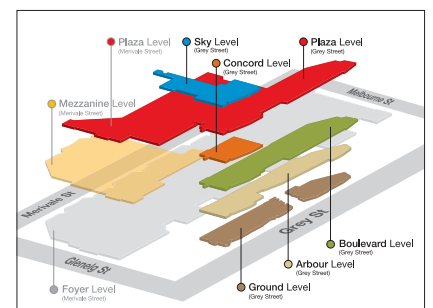 Plaza Level
(Merivale Street)
Sky Level
(Grey Street)
Plaza Level
(Grey Street)
Concord Level
(Grey Street)
Mezzanine Level
(Merivale Street)
Melbourne St
Merivale St
Grey St
Glenelg St
Boulevard Level
(Grey Street)
Arbour Level
(Grey Street)
Foyer Level
(Merivale Street)
Ground Level
(Grey Street)